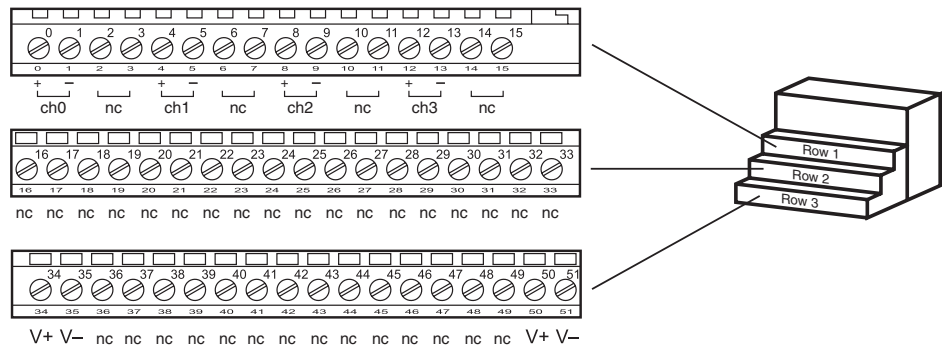 0 1 2 3 4 5 6 7 8 9 10 11 12 13 14 15
0 1 2 3 4 5 6 7 8 9 10 11 12 13 14 15
+ – + – + – + –
ch0 nc ch1 nc ch2 nc ch3 nc
Row 1
16 17 18 19 20 21 22 23 24 25 26 27 28 29 30 31 32 33
16 17 18 19 20 21 22 23 24 25 26 27 28 29 30 31 32 33
nc nc nc nc nc nc nc nc nc nc nc nc nc nc nc nc nc nc
Row 2
Row 3
34 35 36 37 38 39 40 41 42 43 44 45 46 47 48 49 50 51
34 35 36 37 38 39 40 41 42 43 44 45 46 47 48 49 50 51
V+ V– nc nc nc nc nc nc nc nc nc nc nc nc nc nc V+ V–